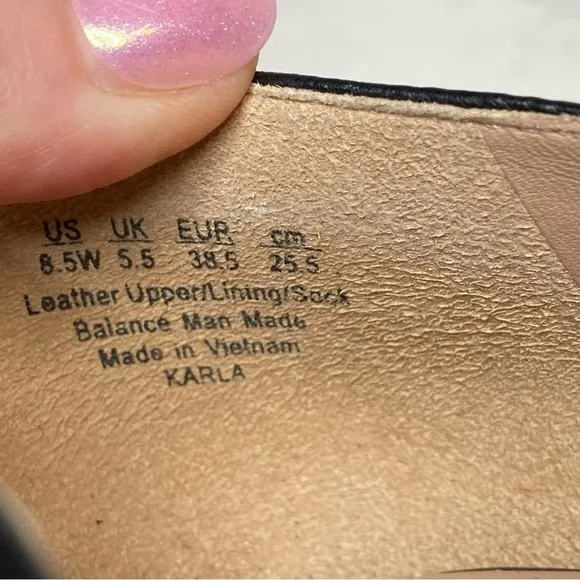 US UK EUR cm
8.5W 5.5 38.5 25.5
Leather Upper/Lining/Sock
Balance Man Made
Made in Vietnam
KARLA